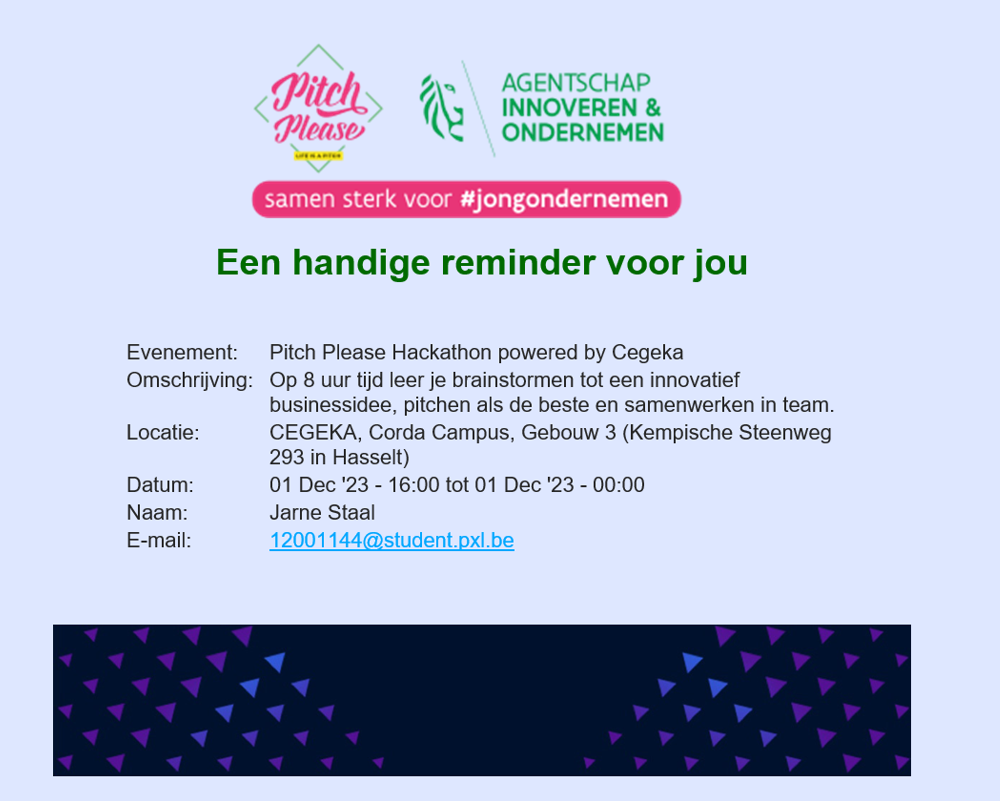 Pitch
Please
LIFE IS A PITCH
AGENTSCHAP
INNOVEREN &
ONDERNEMEN
samen sterk voor #jongondernemen
Een handige reminder voor jou
Evenement: Pitch Please Hackathon powered by Cegeka
Omschrijving: Op 8 uur tijd leer je brainstormen tot een innovatief
businessidee, pitchen als de beste en samenwerken in team.
Locatie: CEGEKA, Corda Campus, Gebouw 3 (Kempische Steenweg
293 in Hasselt)
Datum: 01 Dec '23 - 16:00 tot 01 Dec '23 - 00:00
Naam: Jarne Staal
E-mail: 12001144@student.pxl.be